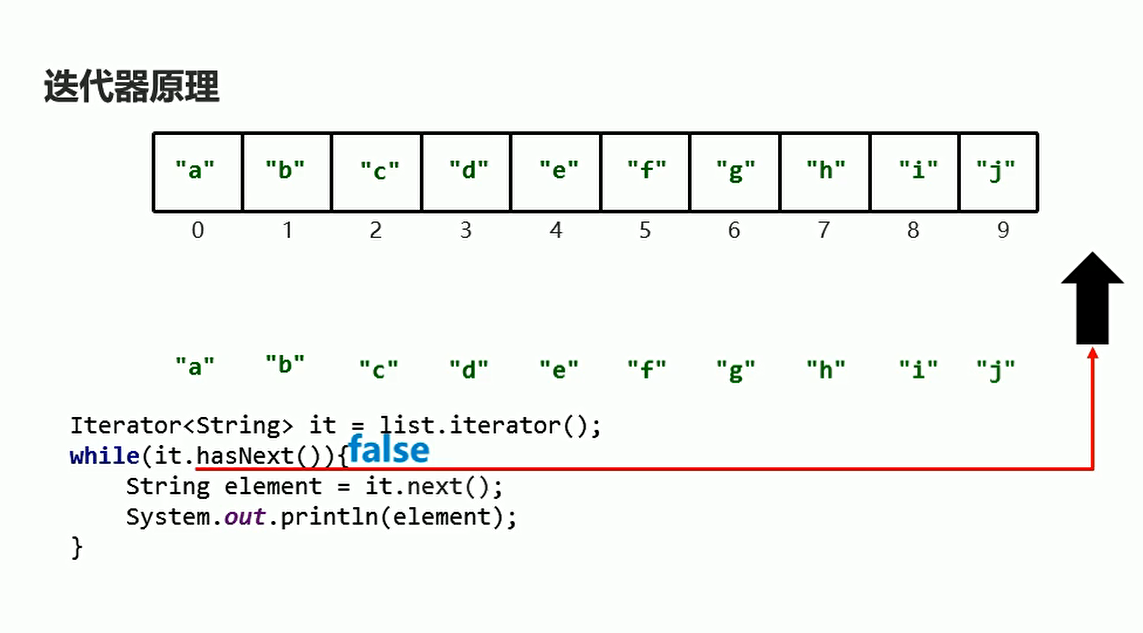 迭代器原理
"a" "b" "c" "d" "e" "f" "g" "h" "i" "j"
0 1 2 3 4 5 6 7 8 9
"a" "b" "c" "d" "e" "f" "g" "h" "i" "j"
Iterator<String> it = list.iterator();
while(it.hasNext()){ false
    String element = it.next();
    System.out.println(element);
}